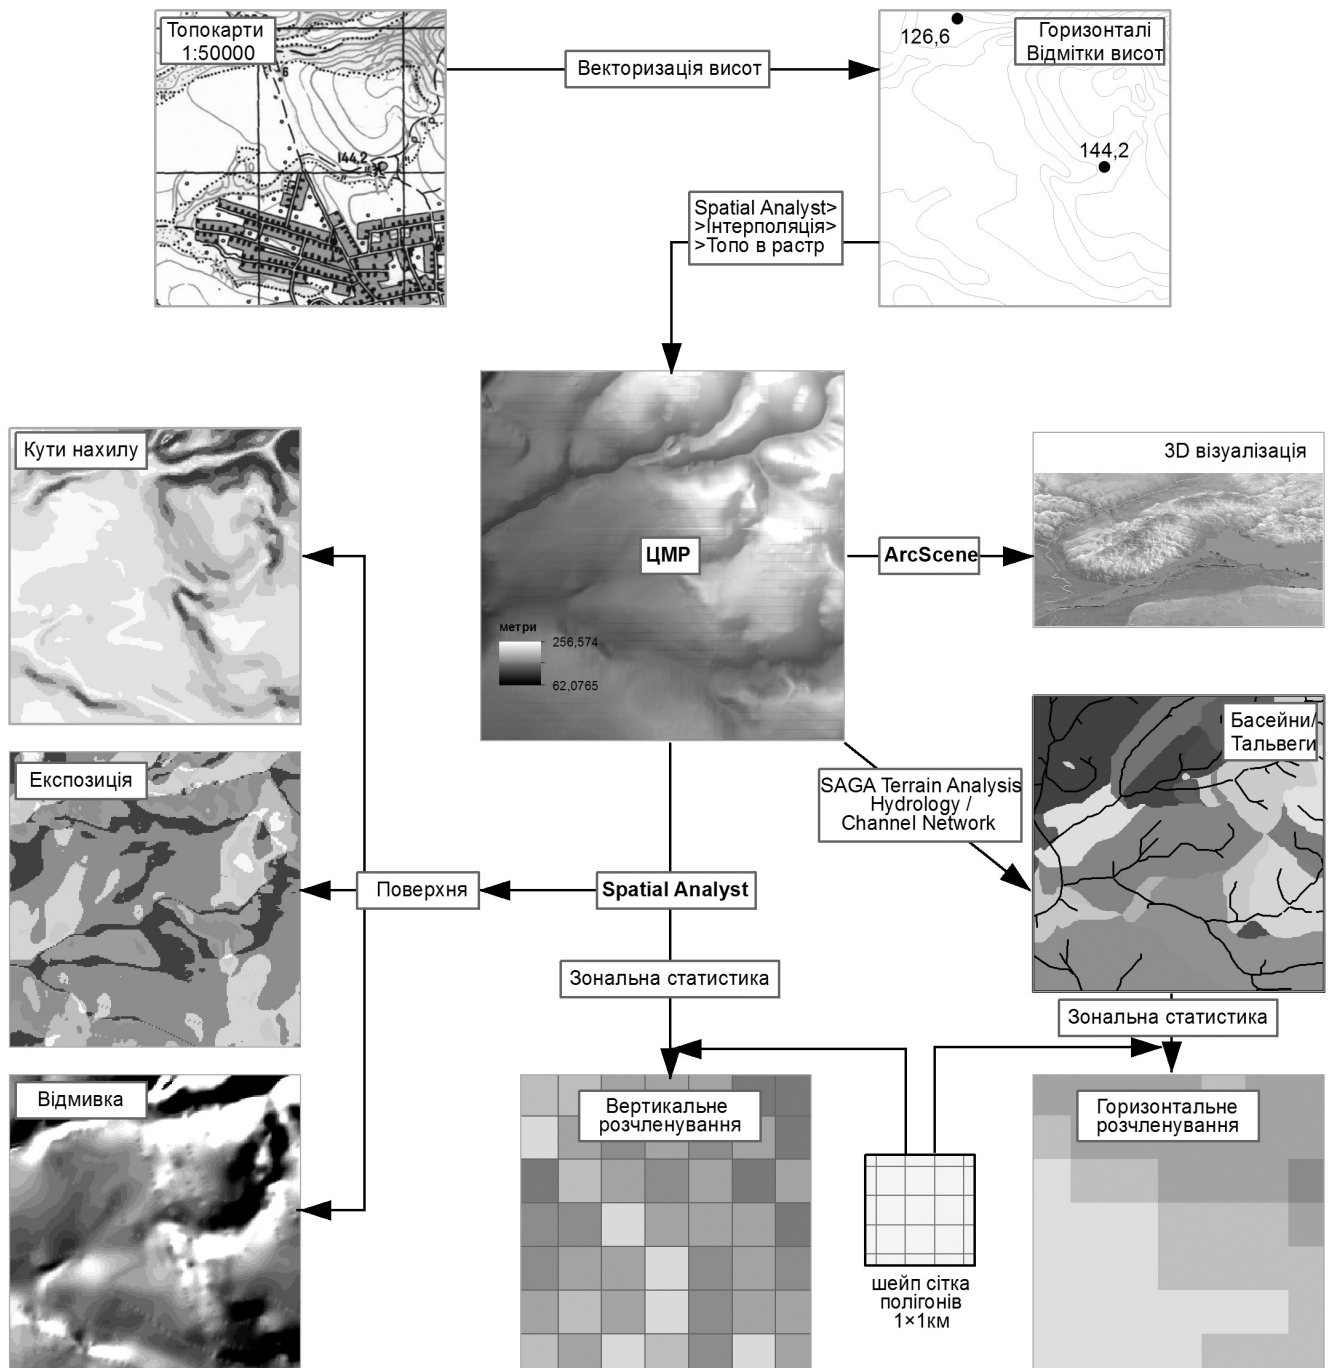 Топокарти
1:50000
6
144,2
Векторизація висот
126,6
Горизонталі
Відмітки висот
144,2
Spatial Analyst>
>Інтерполяція>
>Топо в растр
Кути нахилу
ЦМР
метри
256,574
62,0765
ArcScene
3D візуалізація
Експозиція
SAGA Terrain Analysis
Hydrology /
Channel Network
Басейни/
Тальвеги
Поверхня
Spatial Analyst
Зональна статистика
Зональна статистика
Відмивка
Вертикальне
розчленування
Горизонтальне
розчленування
шейп сітка
полігонів
1×1км